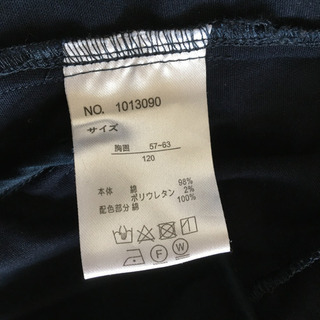 NO. 1013090
サイズ
胸囲 57-63
120
本体 綿 98%
ポリウレタン 2%
配色部分綿 100%
F W